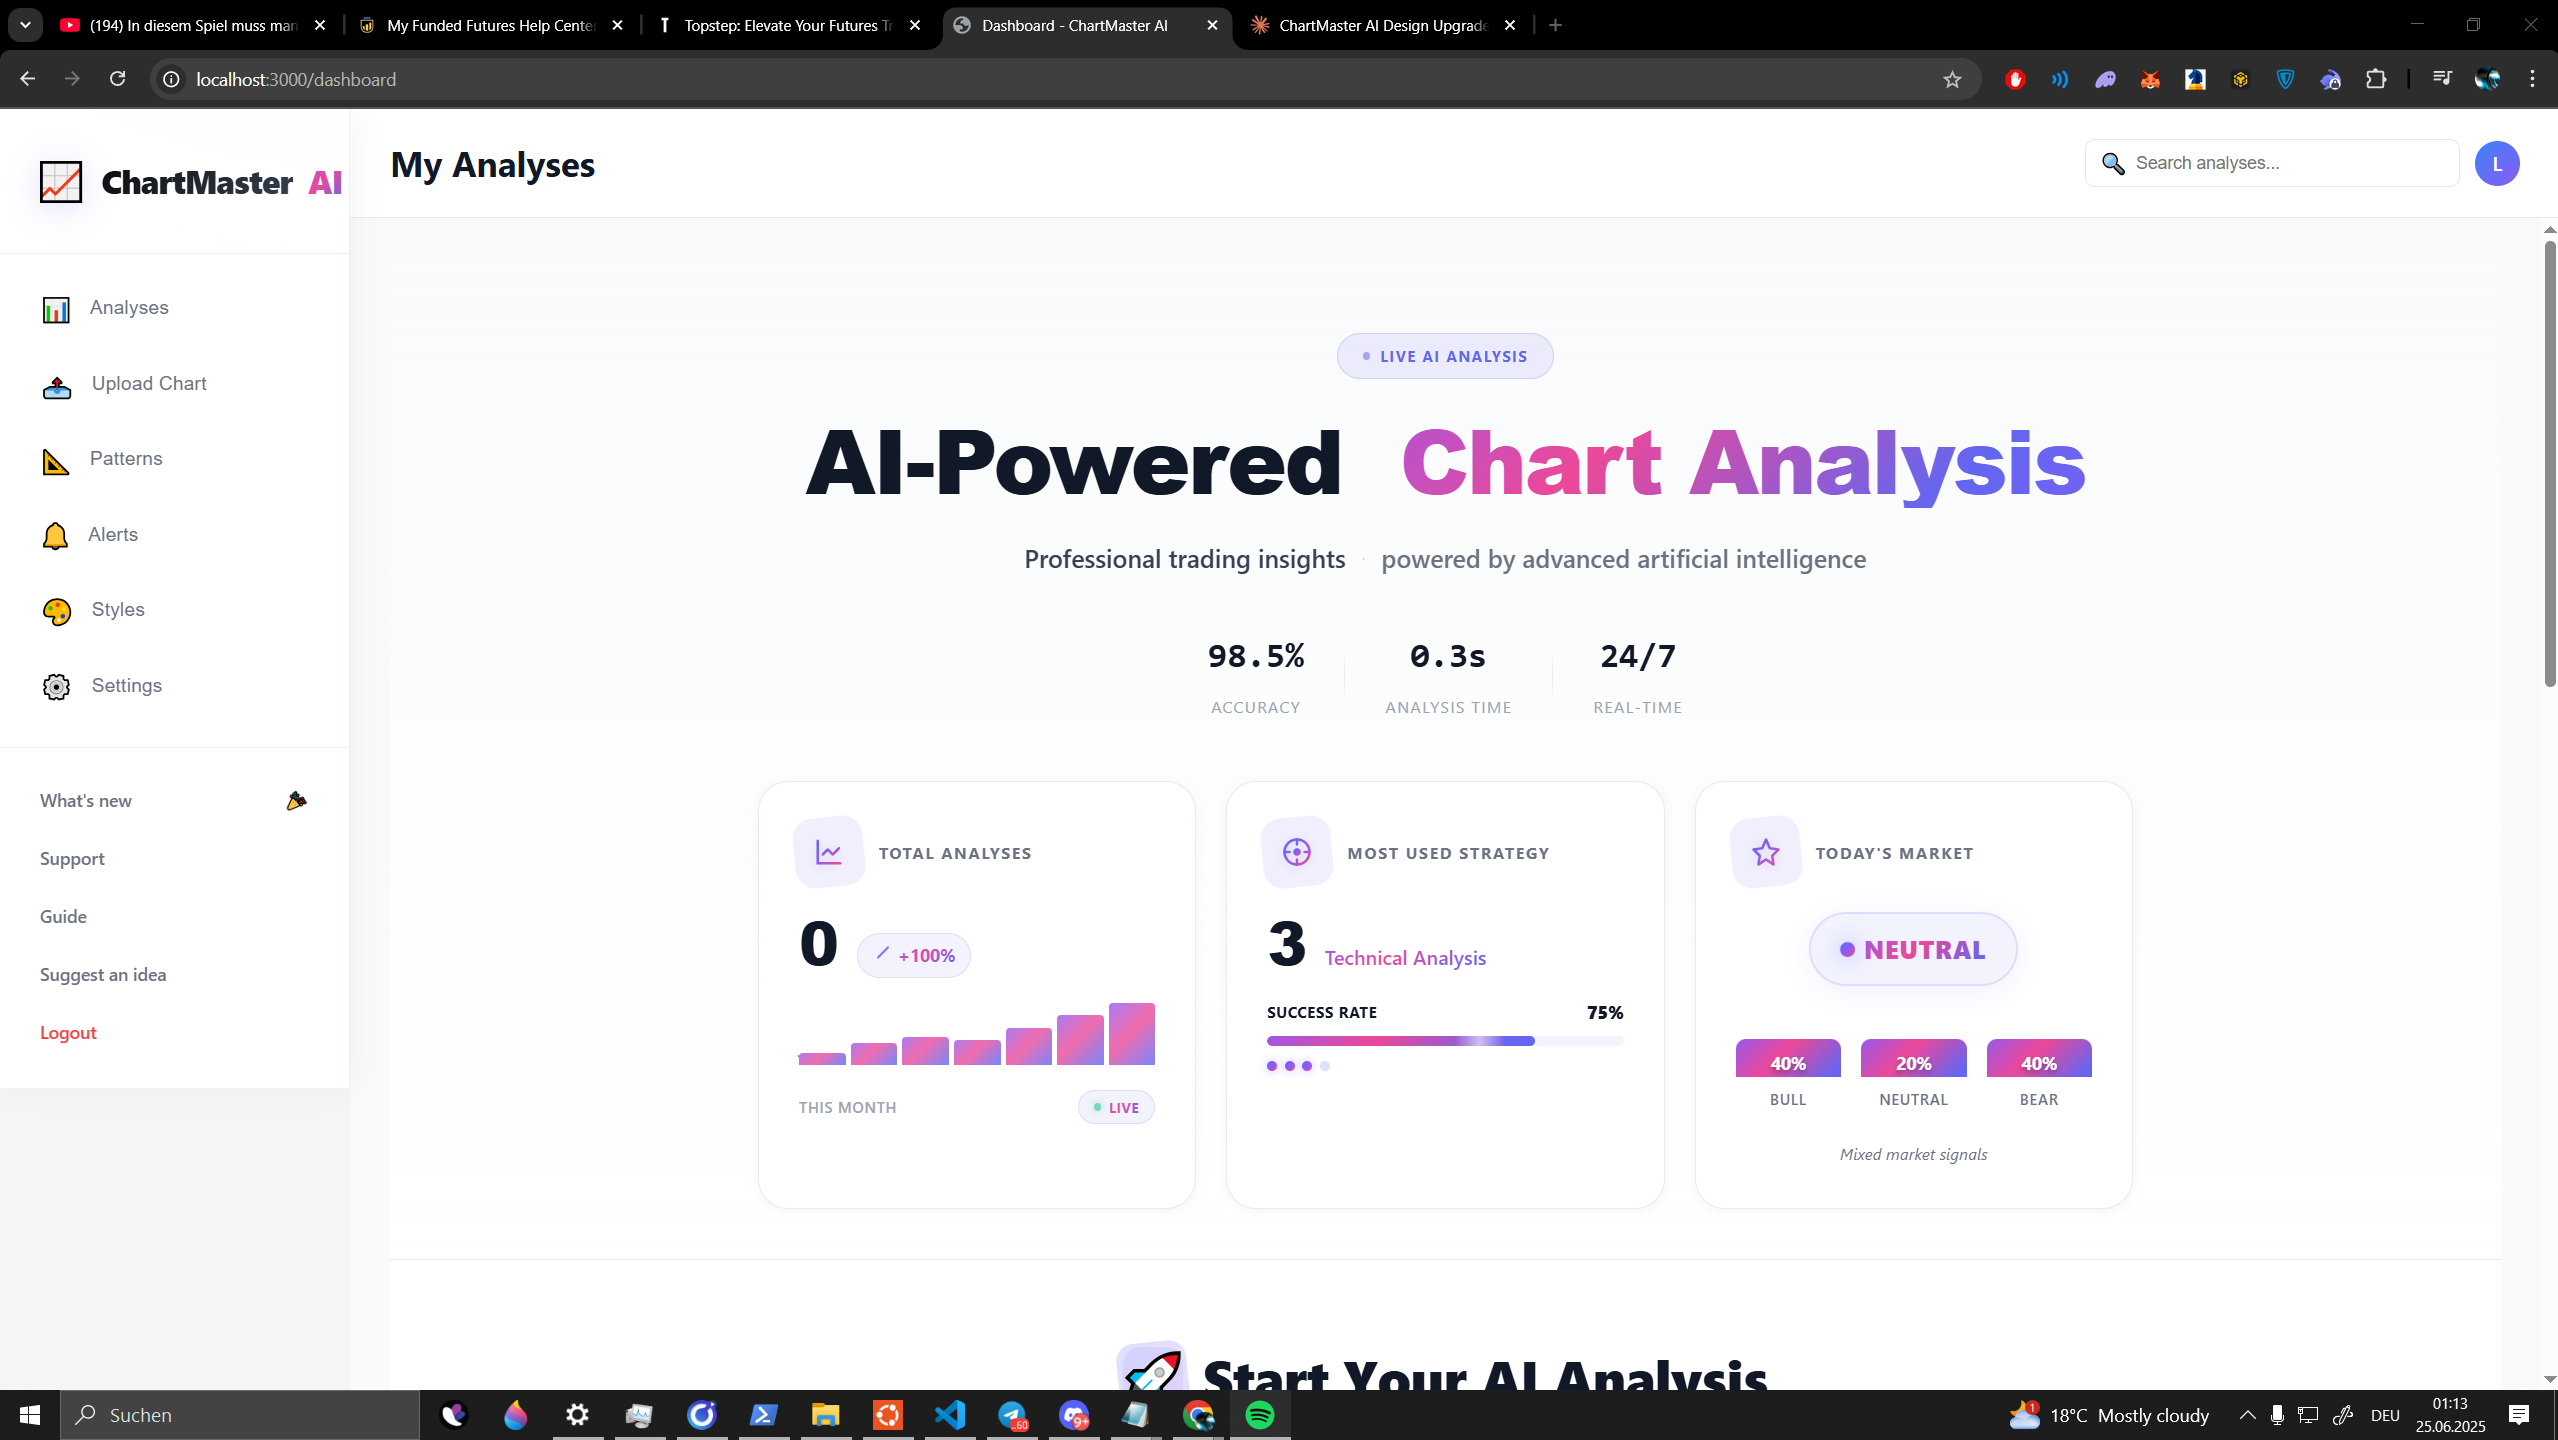 (194) In diesem Spiel muss man
My Funded Futures Help Center
Topstep: Elevate Your Futures Tr
Dashboard - ChartMaster AI
ChartMaster AI Design Upgrade
localhost:3000/dashboard
ChartMaster AI
My Analyses
Search analyses...
L
Analyses
Upload Chart
Patterns
Alerts
Styles
Settings
What's new
Support
Guide
Suggest an idea
Logout
LIVE AI ANALYSIS
AI-Powered Chart Analysis
Professional trading insights · powered by advanced artificial intelligence
98.5% 0.3s 24/7
ACCURACY ANALYSIS TIME REAL-TIME
TOTAL ANALYSES
0 +100%
THIS MONTH LIVE
MOST USED STRATEGY
3 Technical Analysis
SUCCESS RATE 75%
TODAY'S MARKET
NEUTRAL
40% 20% 40%
BULL NEUTRAL BEAR
Mixed market signals
Start Your AI Analysis
Suchen
60
9+
1
18°C Mostly cloudy
DEU
01:13
25.06.2025